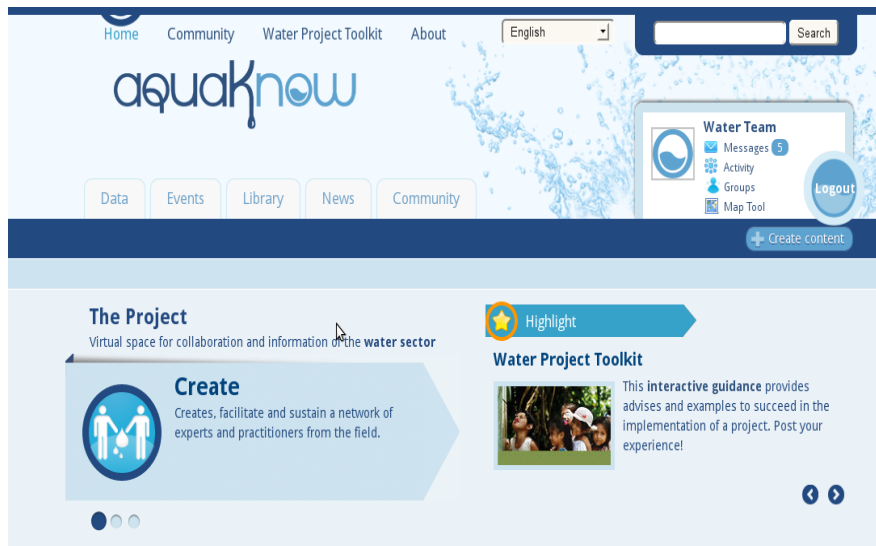 Home Community Water Project Toolkit About
English
Search
aquaknow
Water Team
Messages 5
Activity
Groups
Map Tool
Logout
Data Events Library News Community
Create content
The Project
Virtual space for collaboration and information of the water sector
Create
Creates, facilitate and sustain a network of
experts and practitioners from the field.
Highlight
Water Project Toolkit
This interactive guidance provides
advises and examples to succeed in the
implementation of a project. Post your
experience!